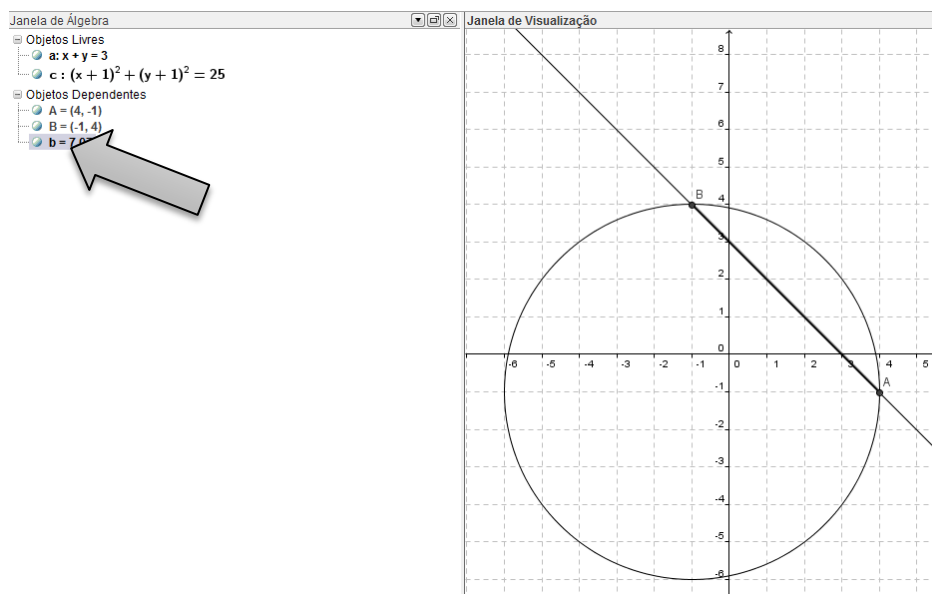 Janela de Álgebra
Objetos Livres
a: x + y = 3
c : (x + 1)² + (y + 1)² = 25
Objetos Dependentes
A = (4, -1)
B = (-1, 4)
b =
Janela de Visualização
8
7
6
5
B
4
3
2
1
0
-6 -5 -4 -3 -2 -1 0 1 2 3 4 5
A
-1
-2
-3
-4
-5
-6